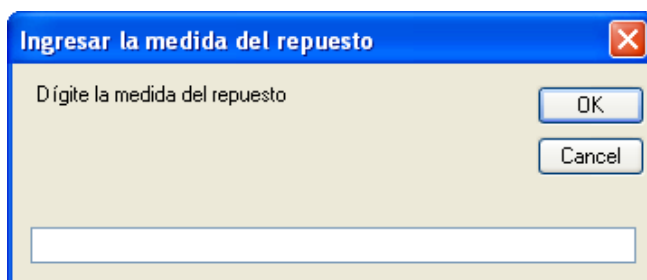 Ingresar la medida del repuesto
Dígite la medida del repuesto
OK
Cancel